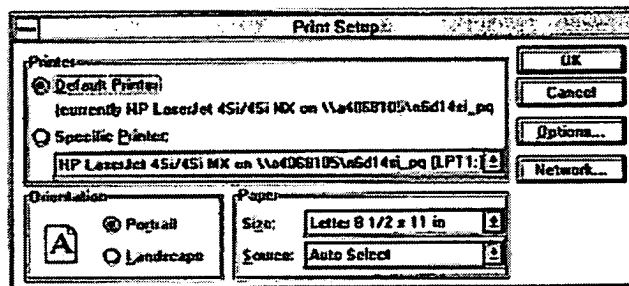 Print Setup
Printer
Default Printer
(currently HP LaserJet 4Si/4Si MX on \\a4068105\n6d14si_pq
Specific Printer:
HP LaserJet 4Si/4Si MX on \\a4068105\n6d14si_pq (LPT1:)
OK
Cancel
Options...
Network...
Orientation
Portrait
Landscape
A
Paper
Size:
Letter 8 1/2 x 11 in
Source:
Auto Select